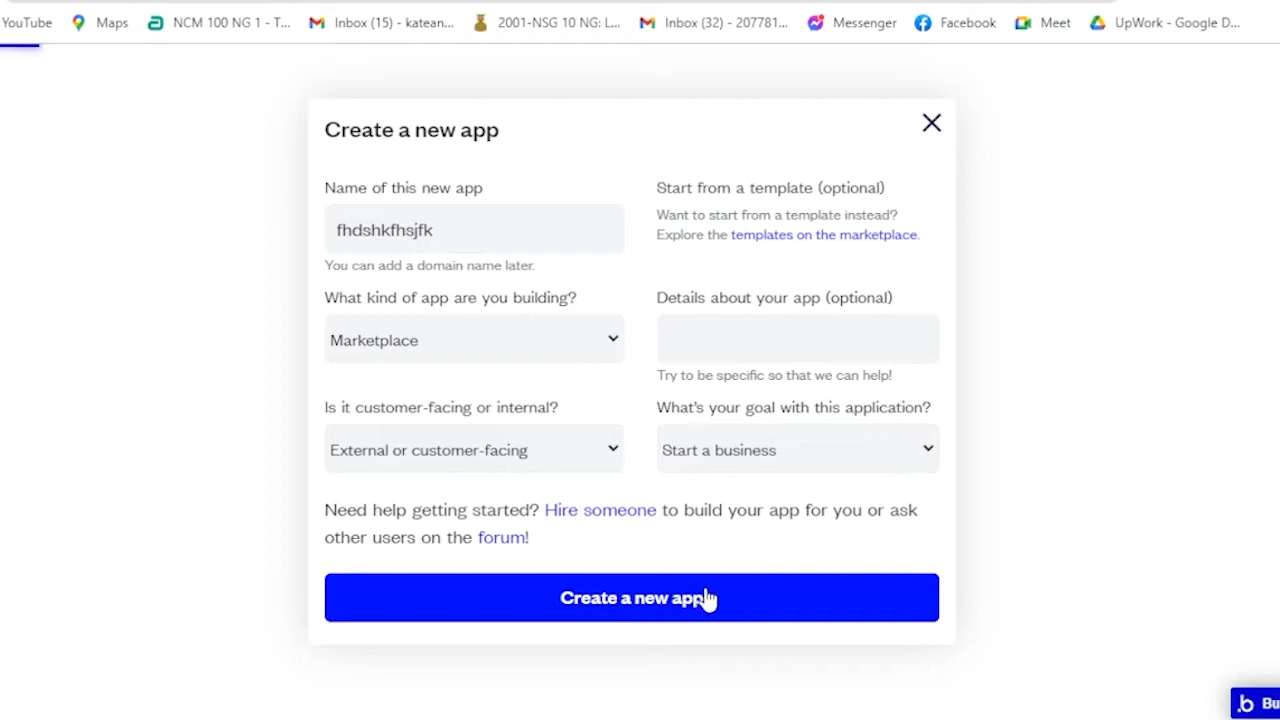 YouTube Maps NCM 100 NG 1 - T... Inbox (15) - katean... 2001-NSG 10 NG: L... Inbox (32) - 207781... Messenger Facebook Meet UpWork - Google D...
Create a new app
Name of this new app
fhdshkfhsjfk
You can add a domain name later.
Start from a template (optional)
Want to start from a template instead?
Explore the templates on the marketplace.
What kind of app are you building?
Marketplace
Details about your app (optional)
Try to be specific so that we can help!
Is it customer-facing or internal?
External or customer-facing
What's your goal with this application?
Start a business
Need help getting started? Hire someone to build your app for you or ask
other users on the forum!
Create a new app
.b Bu